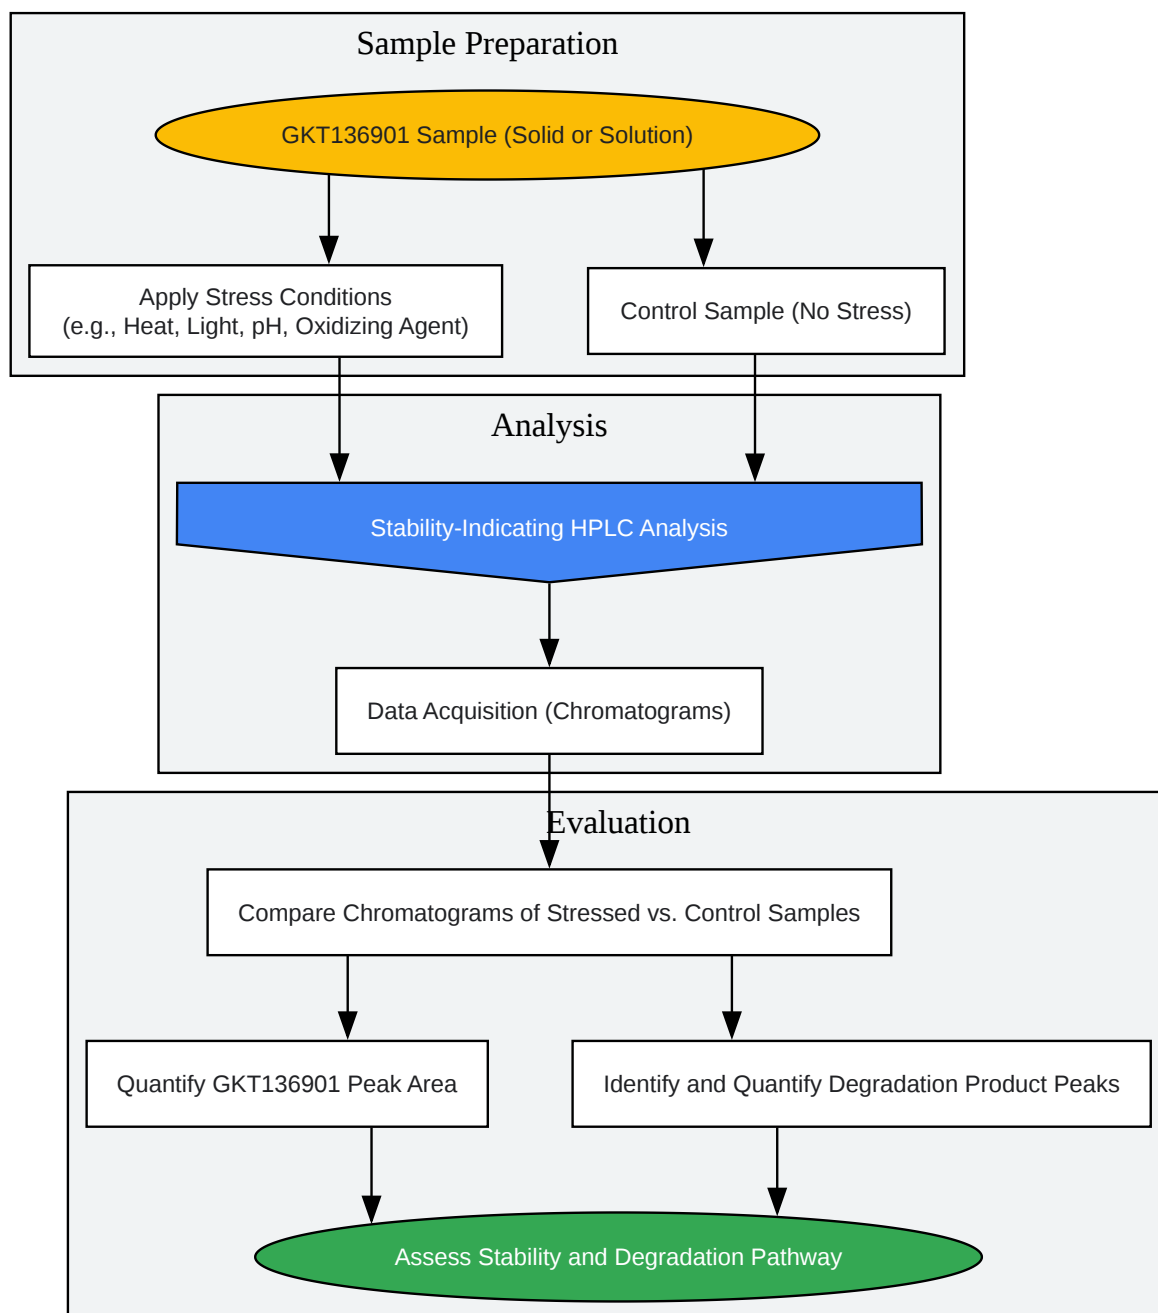 Sample Preparation
GKT136901 Sample (Solid or Solution)
Apply Stress Conditions
(e.g., Heat, Light, pH, Oxidizing Agent)
Control Sample (No Stress)
Analysis
Stability-Indicating HPLC Analysis
Data Acquisition (Chromatograms)
Evaluation
Compare Chromatograms of Stressed vs. Control Samples
Quantify GKT136901 Peak Area
Identify and Quantify Degradation Product Peaks
Assess Stability and Degradation Pathway